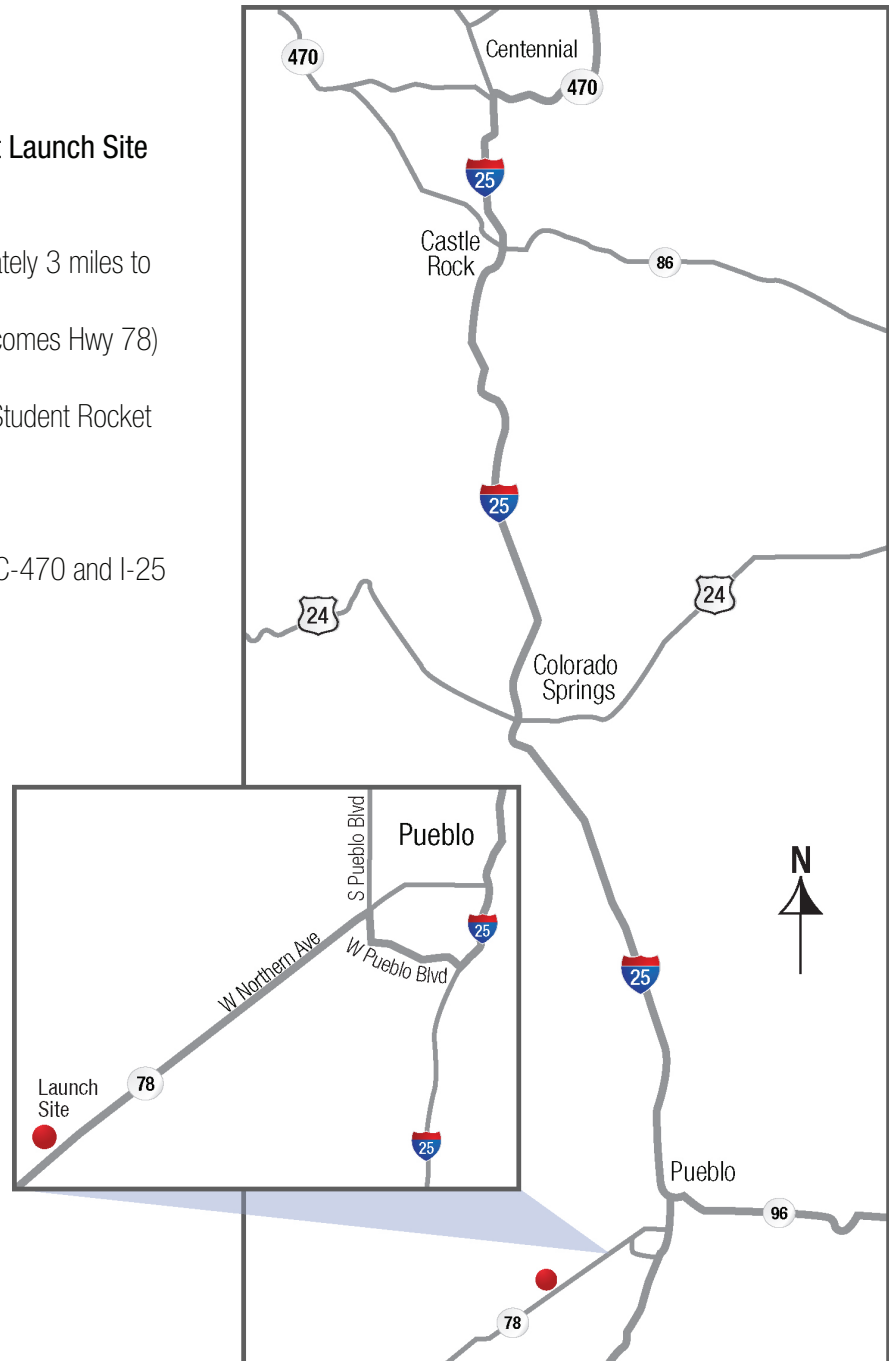 t Launch Site
ately 3 miles to
comes Hwy 78)
Student Rocket
C-470 and I-25
470
Centennial
470
25
Castle
Rock
86
25
24
24
Colorado
Springs
N
25
Pueblo
96
78
S Pueblo Blvd
Pueblo
25
W Northern Ave
W Pueblo Blvd
78
Launch
Site
25